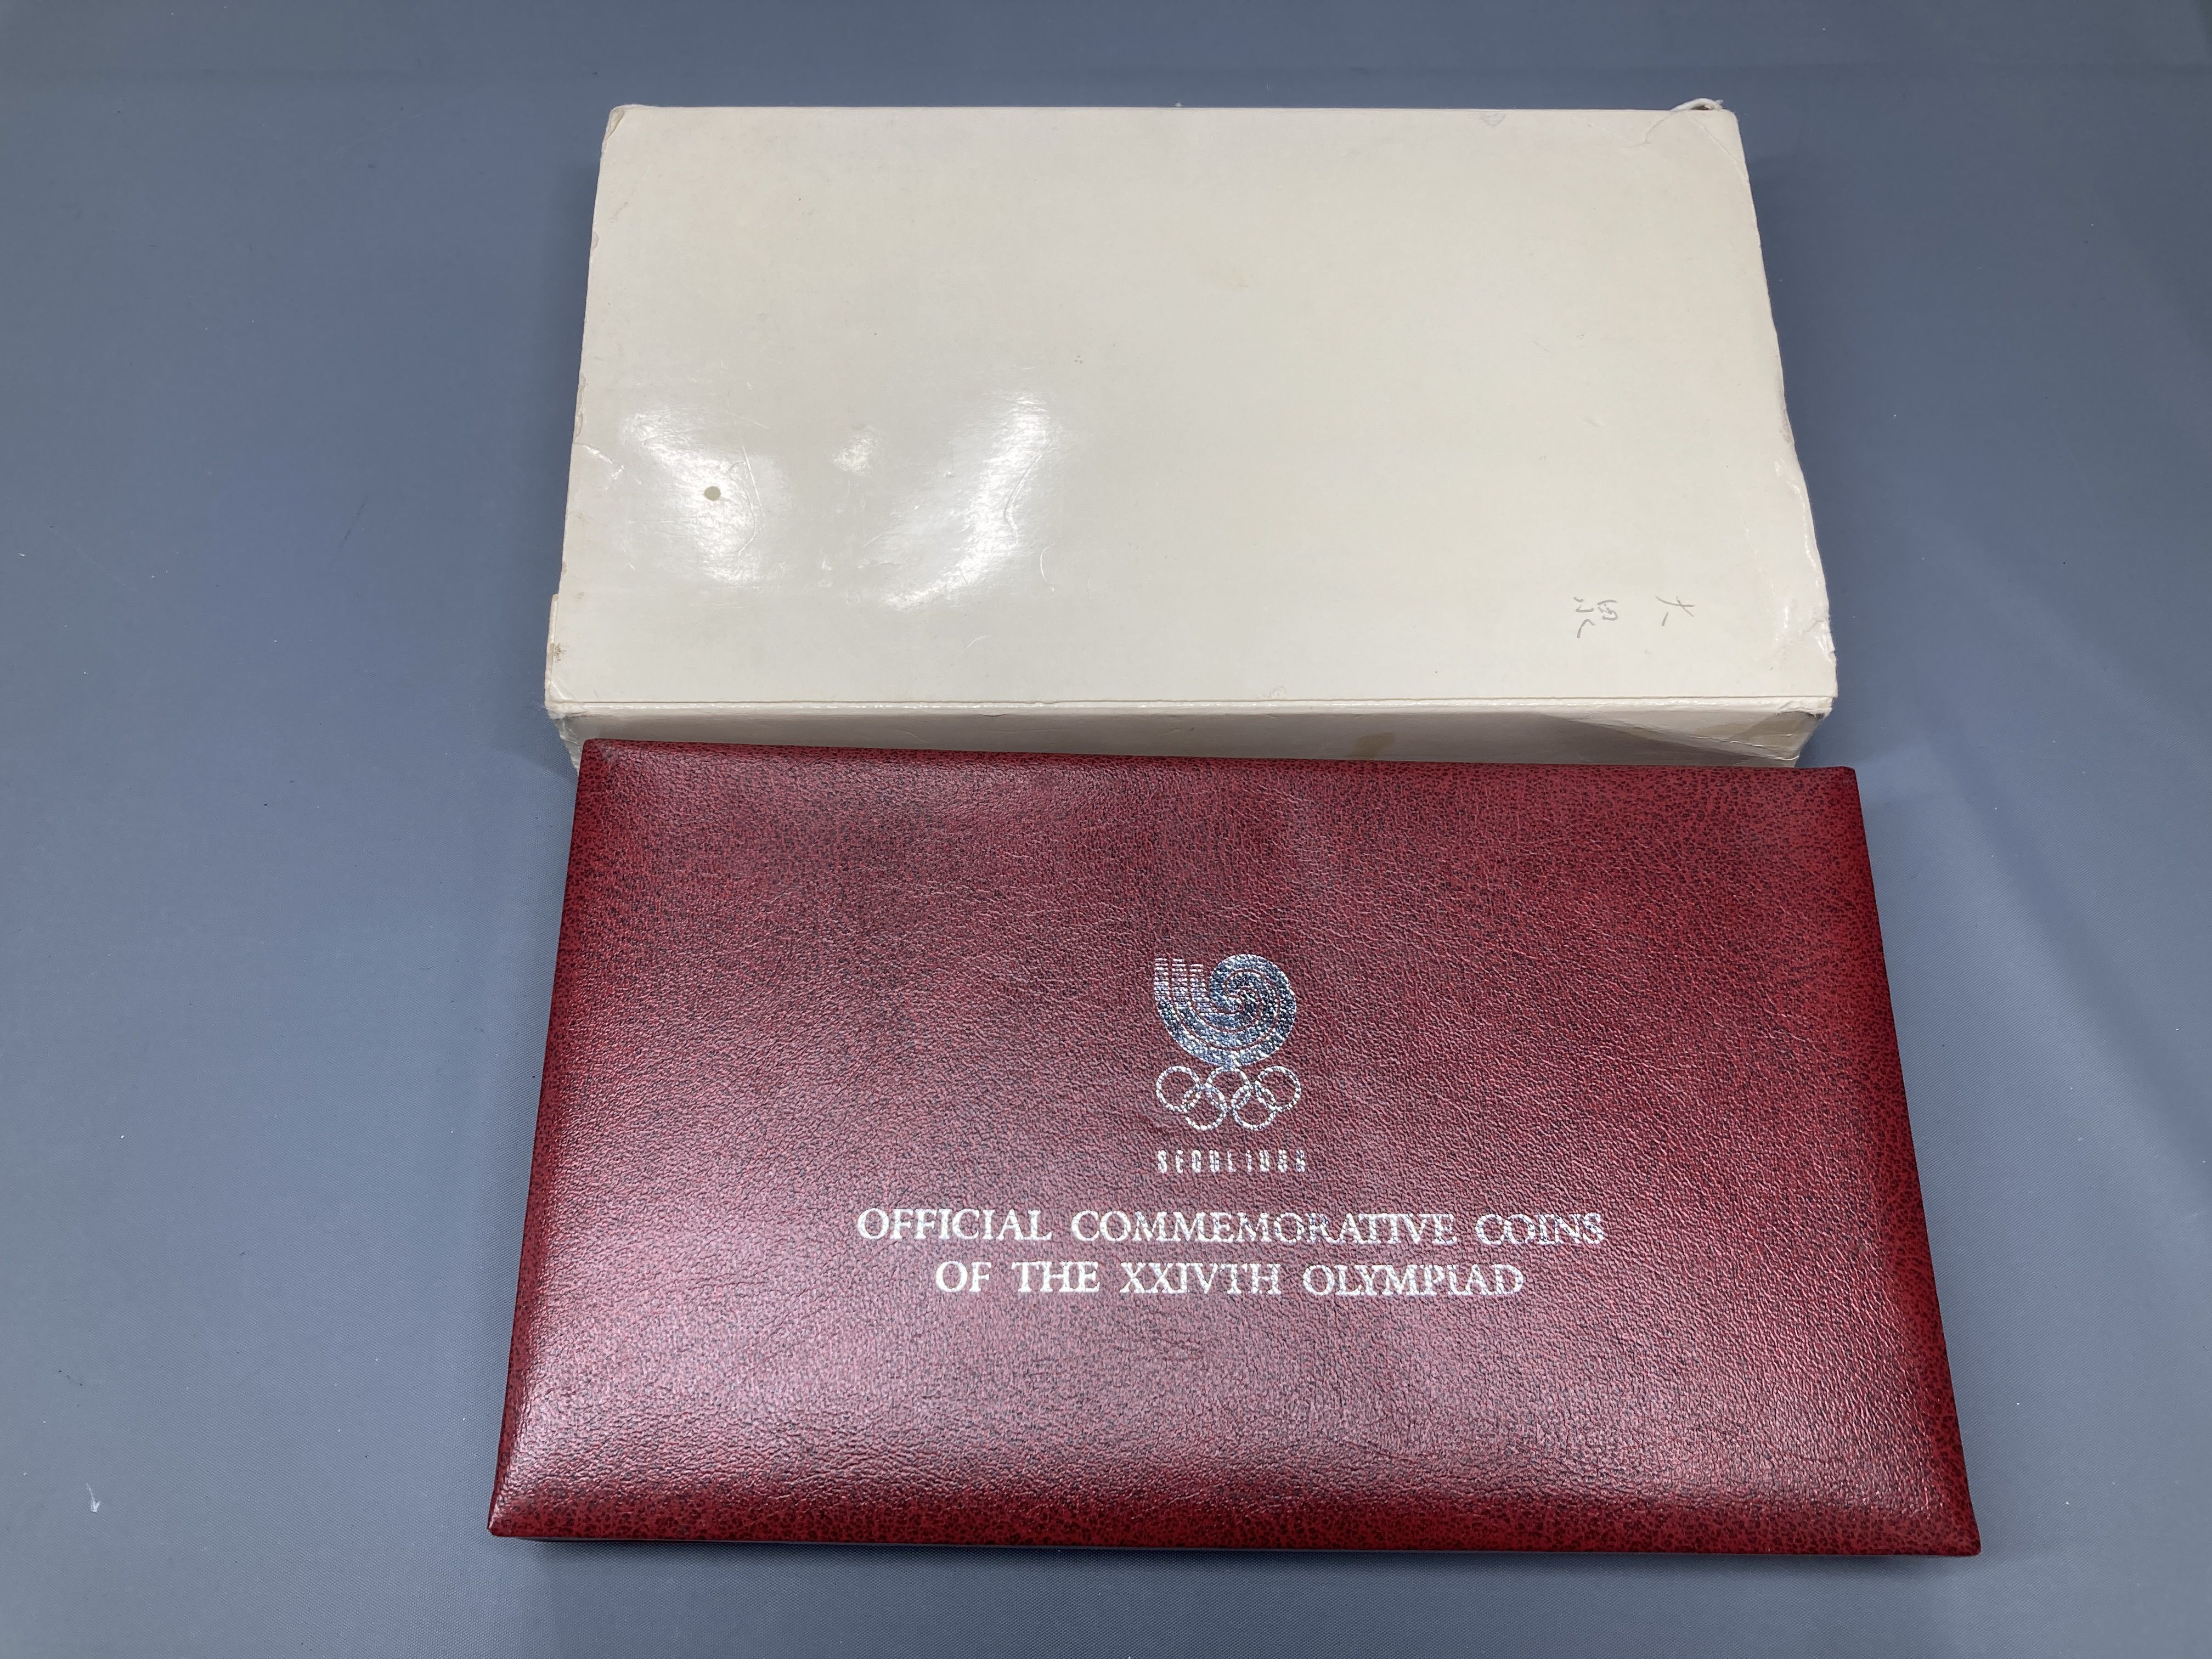 SEOUL 1988
OFFICIAL COMMEMORATIVE COINS
OF THE XXIVTH OLYMPIAD